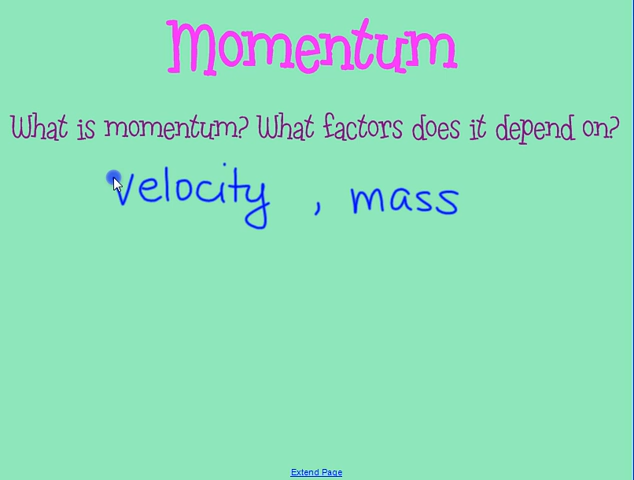 Momentum
What is momentum? What factors does it depend on?
velocity , mass
Extend Page